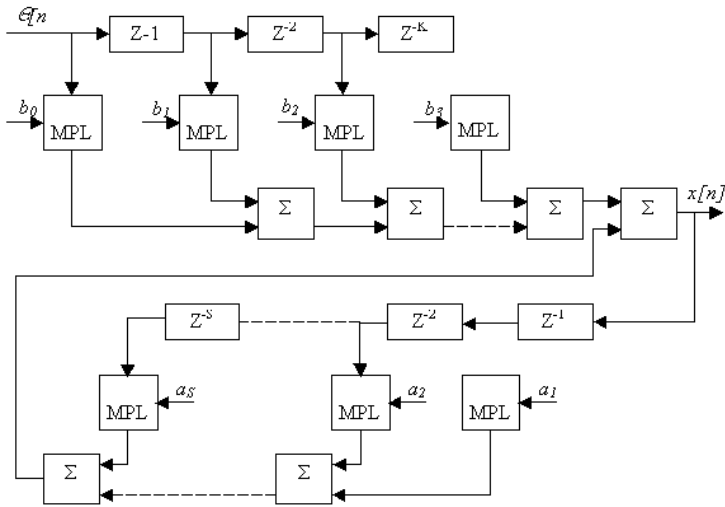 ϵ[n Z-1 Z⁻² Z⁻ᴷ
b₀ MPL b₁ MPL b₂ MPL b₃ MPL
Σ Σ Σ Σ x[n]
Z⁻ˢ Z⁻² Z⁻¹
MPL aₛ MPL a₂ MPL a₁
Σ Σ